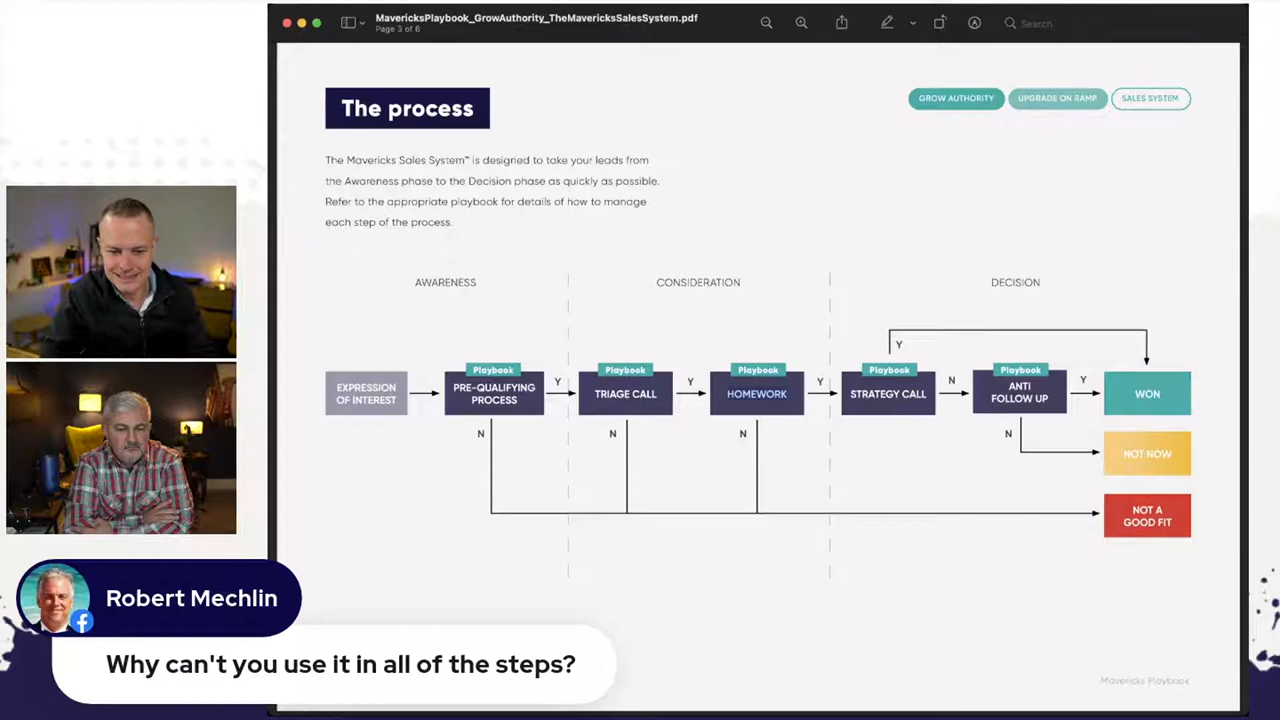 MavericksPlaybook_GrowAuthority_TheMavericksSalesSystem.pdf
Page 3 of 6
Search
The process
GROW AUTHORITY
UPGRADE ON RAMP
SALES SYSTEM
The Mavericks Sales System™ is designed to take your leads from
the Awareness phase to the Decision phase as quickly as possible.
Refer to the appropriate playbook for details of how to manage
each step of the process.
AWARENESS
CONSIDERATION
DECISION
Y
EXPRESSION
OF INTEREST
Playbook
PRE-QUALIFYING
PROCESS
Y
Playbook
TRIAGE CALL
Y
Playbook
HOMEWORK
Y
Playbook
STRATEGY CALL
N
Playbook
ANTI
FOLLOW UP
Y
WON
N
N
N
N
NOT NOW
NOT A
GOOD FIT
Robert Mechlin
Why can't you use it in all of the steps?
Mavericks Playbook